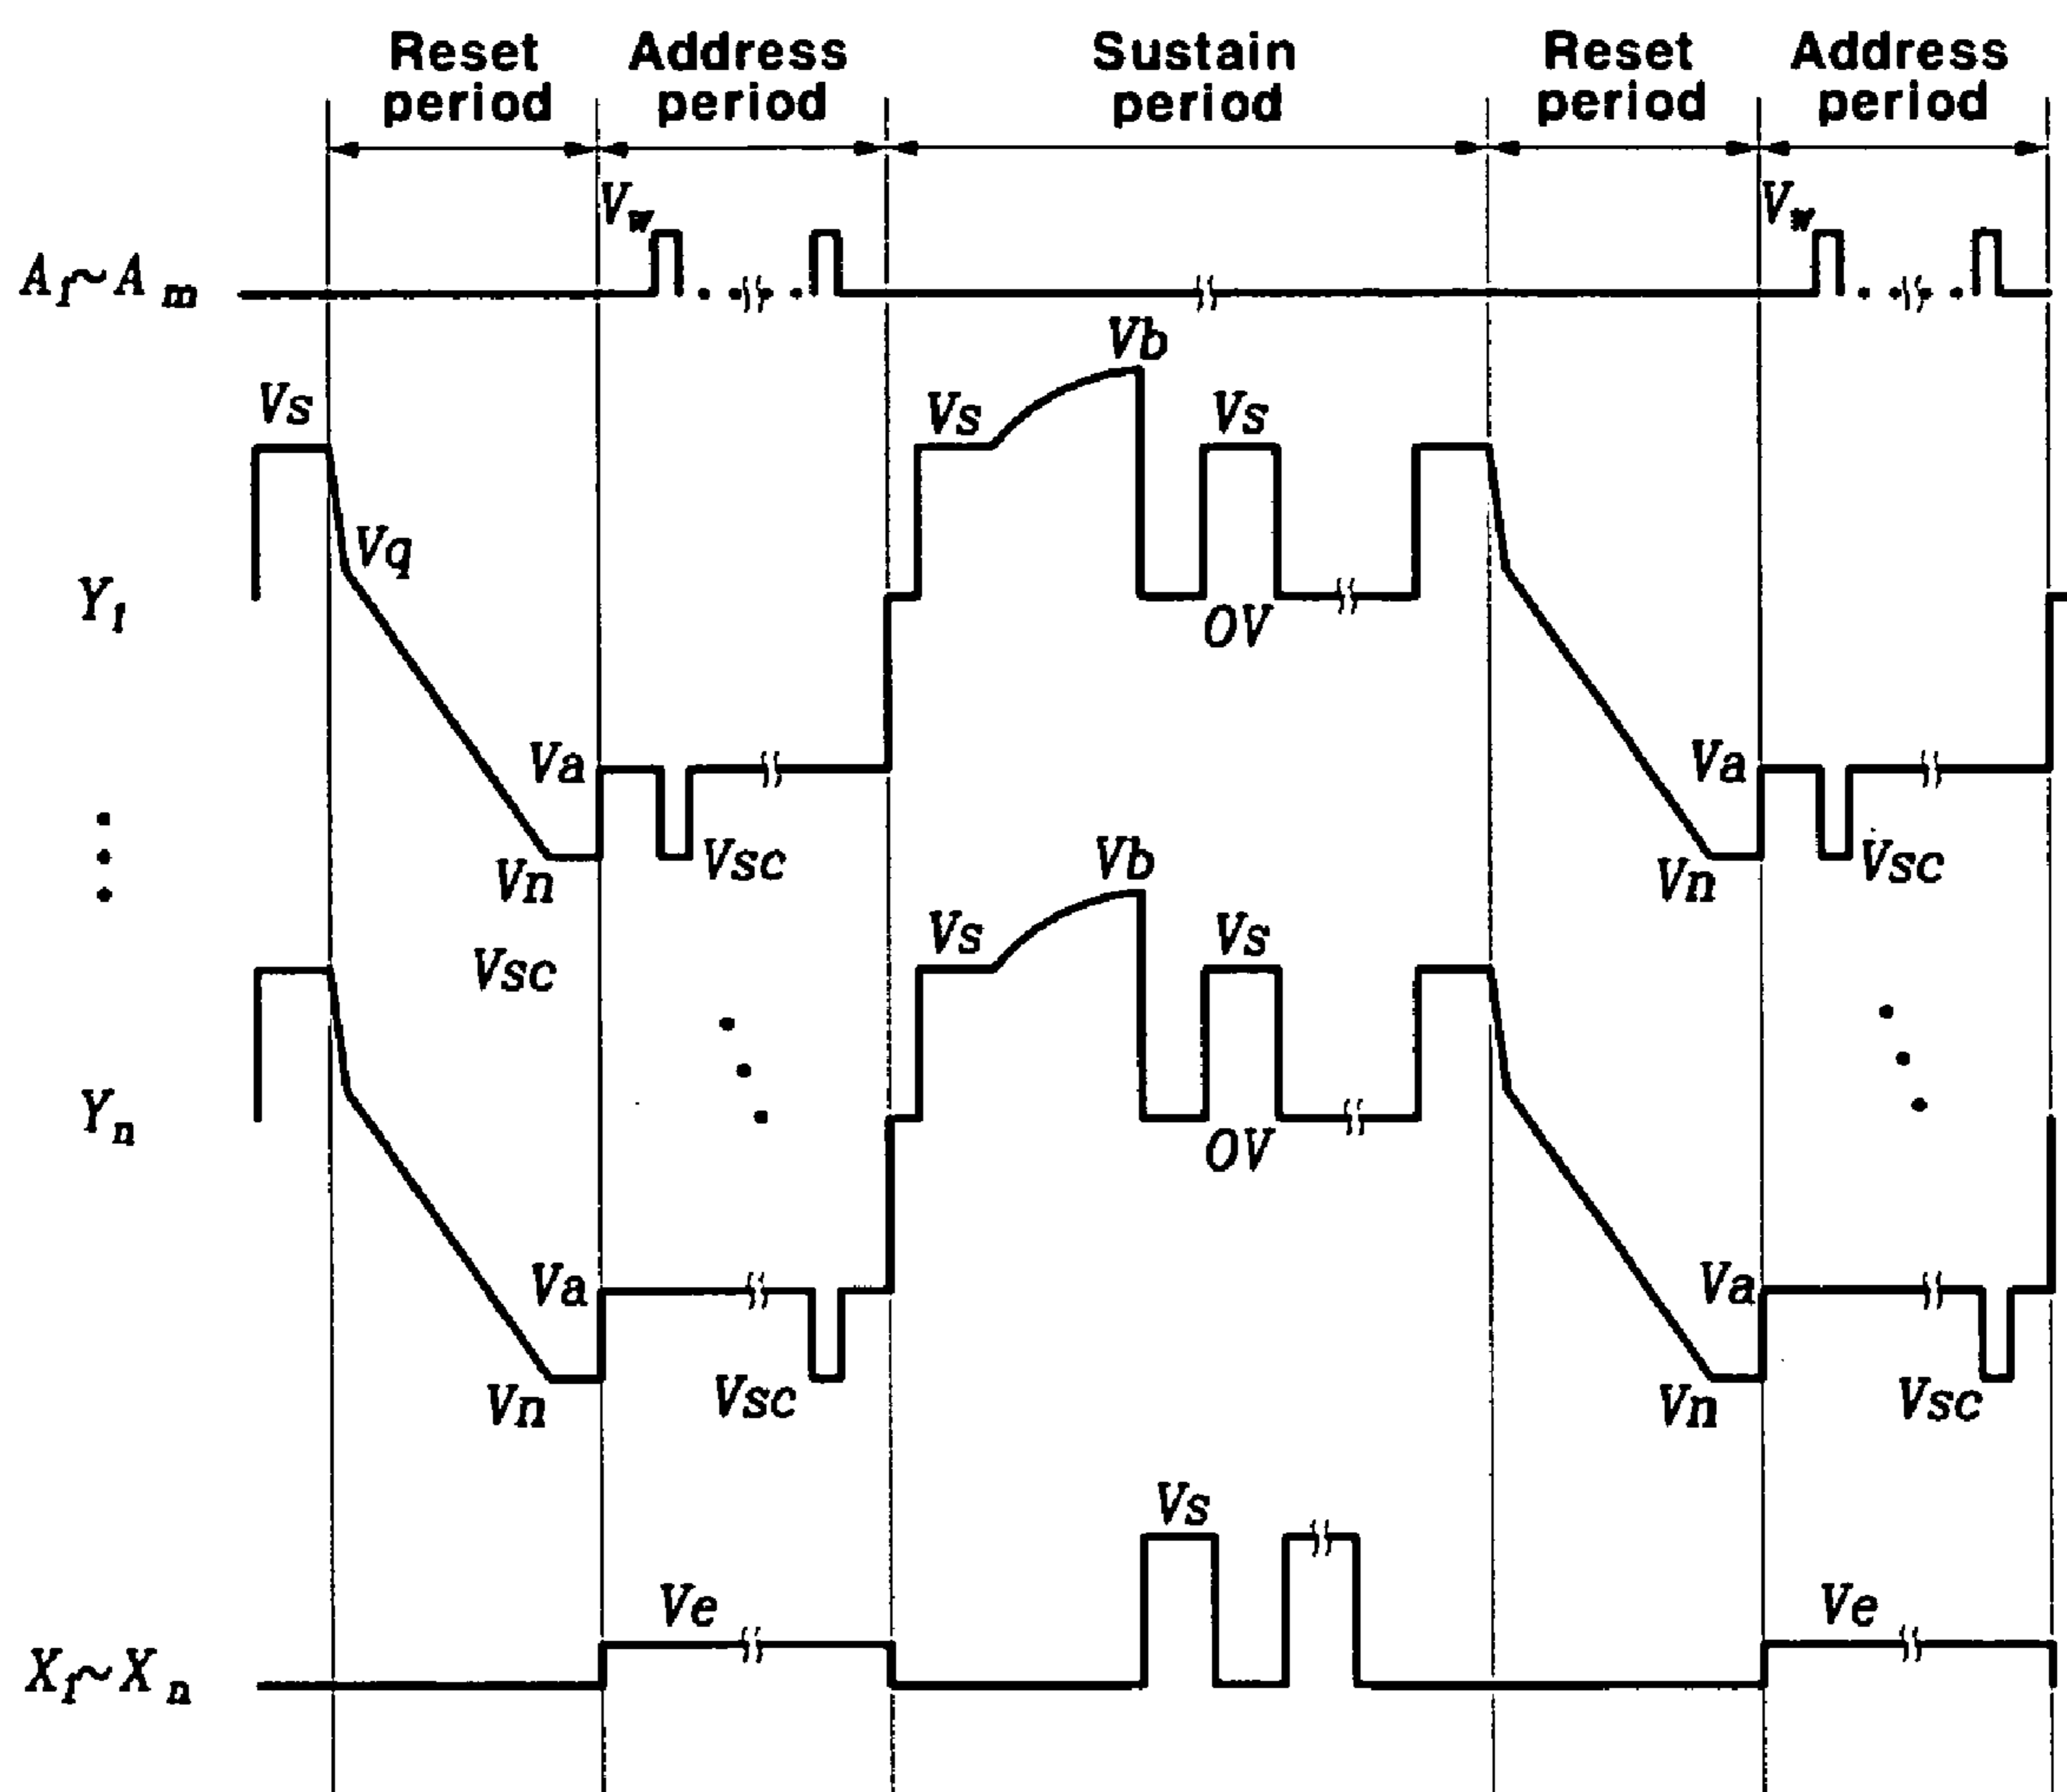 Reset period
Address period
Sustain period
Reset period
Address period
Vw
Vw
A1~Am
Vb
Vs
Vs
Vs
Vq
Y1
0V
Va
Va
Vn
Vsc
Vn
Vsc
Vb
Vs
Vs
Vsc
Yn
0V
Va
Va
Vn
Vsc
Vn
Vsc
Vs
Ve
Ve
X1~Xn